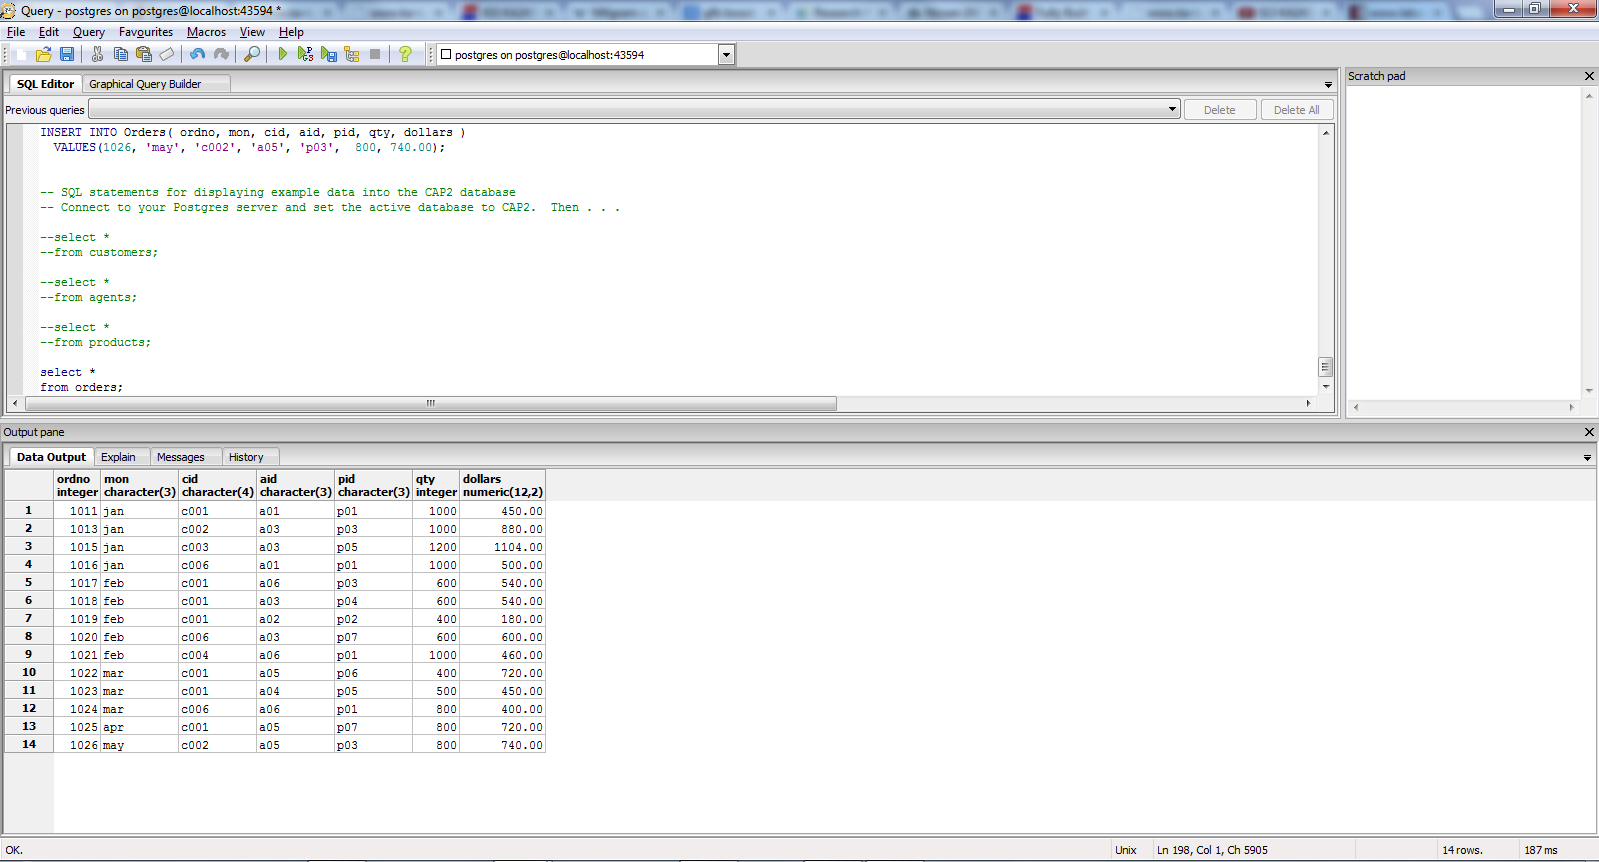 Query - postgres on postgres@localhost:43594 *
File Edit Query Favourites Macros View Help
postgres on postgres@localhost:43594
SQL Editor Graphical Query Builder
Scratch pad
Previous queries Delete Delete All
INSERT INTO Orders( ordno, mon, cid, aid, pid, qty, dollars )
VALUES(1026, 'may', 'c002', 'a05', 'p03', 800, 740.00);
-- SQL statements for displaying example data into the CAP2 database
-- Connect to your Postgres server and set the active database to CAP2. Then . . .
--select *
--from customers;
--select *
--from agents;
--select *
--from products;
select *
from orders;
Output pane
Data Output Explain Messages History
ordno mon cid aid pid qty dollars
integer character(3) character(4) character(3) character(3) integer numeric(12,2)
1 1011 jan c001 a01 p01 1000 450.00
2 1013 jan c002 a03 p03 1000 880.00
3 1015 jan c003 a03 p05 1200 1104.00
4 1016 jan c006 a01 p01 1000 500.00
5 1017 feb c001 a06 p03 600 540.00
6 1018 feb c001 a03 p04 600 540.00
7 1019 feb c001 a02 p02 400 180.00
8 1020 feb c006 a03 p07 600 600.00
9 1021 feb c004 a06 p01 1000 460.00
10 1022 mar c001 a05 p06 400 720.00
11 1023 mar c001 a04 p05 500 450.00
12 1024 mar c006 a06 p01 800 400.00
13 1025 apr c001 a05 p07 800 720.00
14 1026 may c002 a05 p03 800 740.00
OK. Unix Ln 198, Col 1, Ch 5905 14 rows. 187 ms